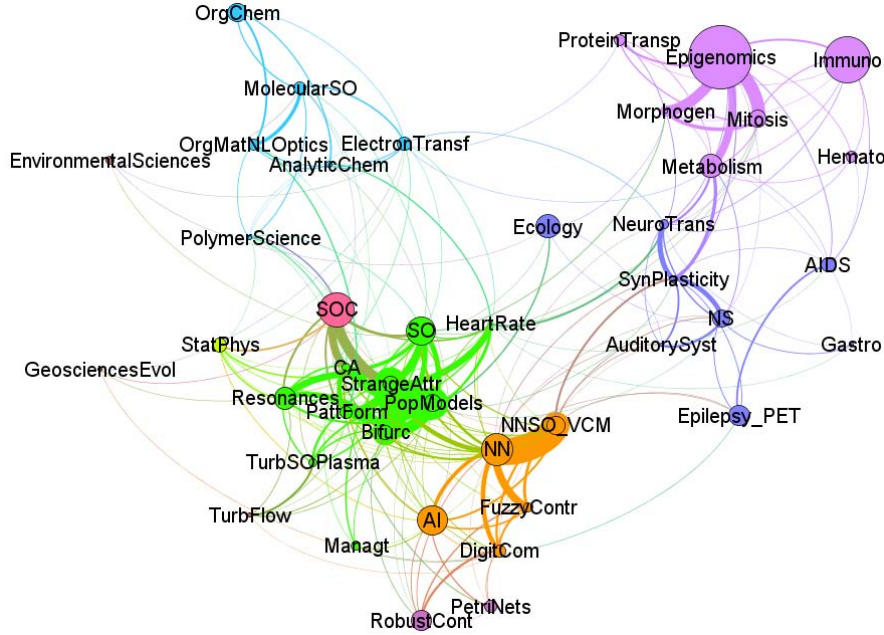 OrgChem
ProteinTransp
Epigenomics
Immuno
MolecularSO
Morphogen
Mitosis
OrgMatNLOptics
ElectronTransf
EnvironmentalSciences
AnalyticChem
Metabolism
Hemato
PolymerScience
Ecology
NeuroTrans
SynPlasticity
AIDS
SOC
SO
HeartRate
NS
StatPhys
AuditorySyst
Gastro
GeosciencesEvol
CA
StrangeAttr
Resonances
PattForm
PopModels
Bifurc
NNSO_VCM
Epilepsy_PET
NN
TurbSOPlasma
FuzzyContr
TurbFlow
AI
Managt
DigitCom
PetriNets
RobustCont